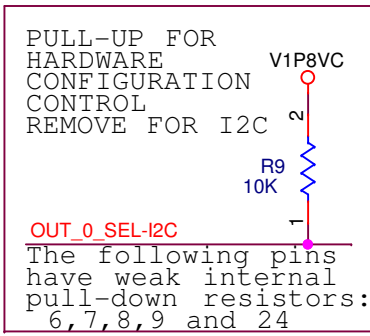 PULL-UP FOR
HARDWARE
CONFIGURATION
CONTROL
REMOVE FOR I2C
V1P8VC
2
R9
10K
1
OUT_0_SEL-I2C
The following pins
have weak internal
pull-down resistors:
6,7,8,9 and 24